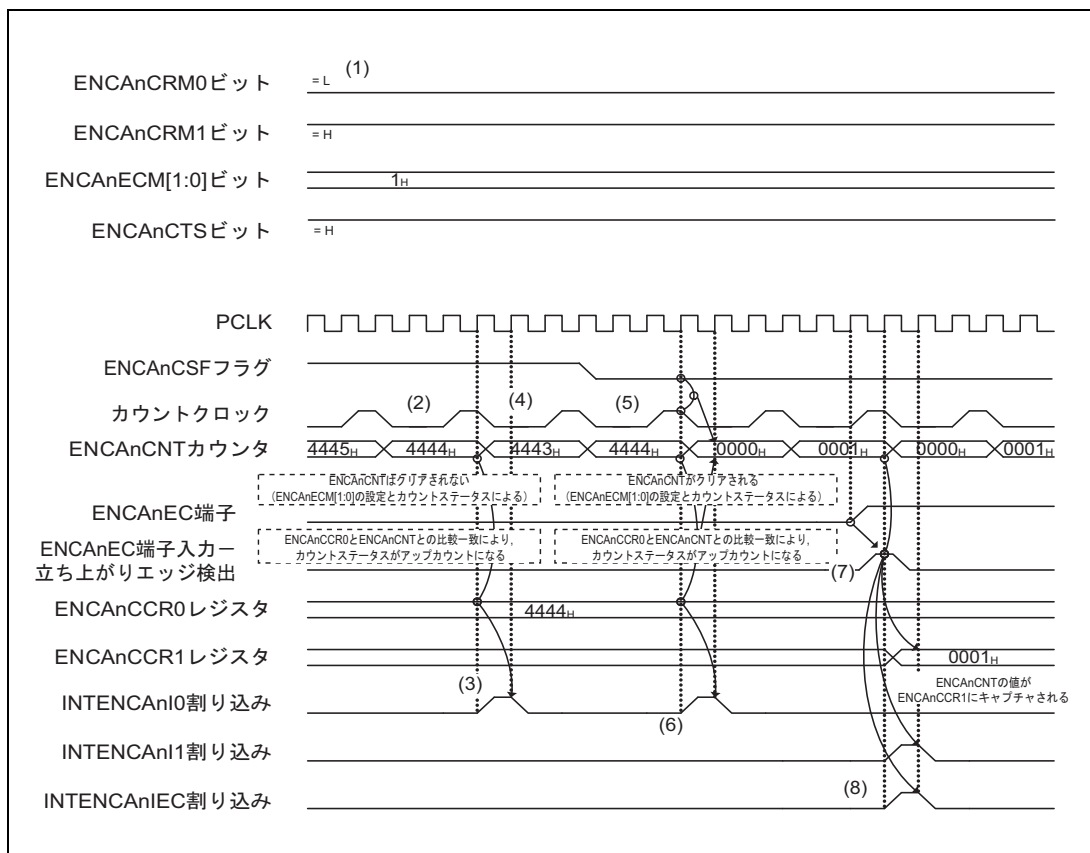 (1)
ENCAnCRM0ビット
= L
ENCAnCRM1ビット
= H
ENCAnECM[1:0]ビット
1H
ENCAnCTSビット
= H
PCLK
ENCAnCSFフラグ
カウントクロック
(2)
(4)
(5)
ENCAnCNTカウンタ
4445H
4444H
4443H
4444H
0000H
0001H
0000H
0001H
ENCAnCNTはクリアされない
(ENCAnECM[1:0]の設定とカウントステータスによる)
ENCAnCNTがクリアされる
(ENCAnECM[1:0]の設定とカウントステータスによる)
ENCAnEC端子
ENCAnCCR0とENCAnCNTとの比較一致により,
カウントステータスがアップカウントになる
ENCAnCCR0とENCAnCNTとの比較一致により,
カウントステータスがアップカウントになる
ENCAnEC端子入力ー
立ち上がりエッジ検出
(7)
ENCAnCCR0レジスタ
4444H
ENCAnCCR1レジスタ
0001H
ENCAnCNTの値が
ENCAnCCR1にキャプチャされる
(3)
INTENCAnI0割り込み
(6)
INTENCAnI1割り込み
INTENCAnIEC割り込み
(8)